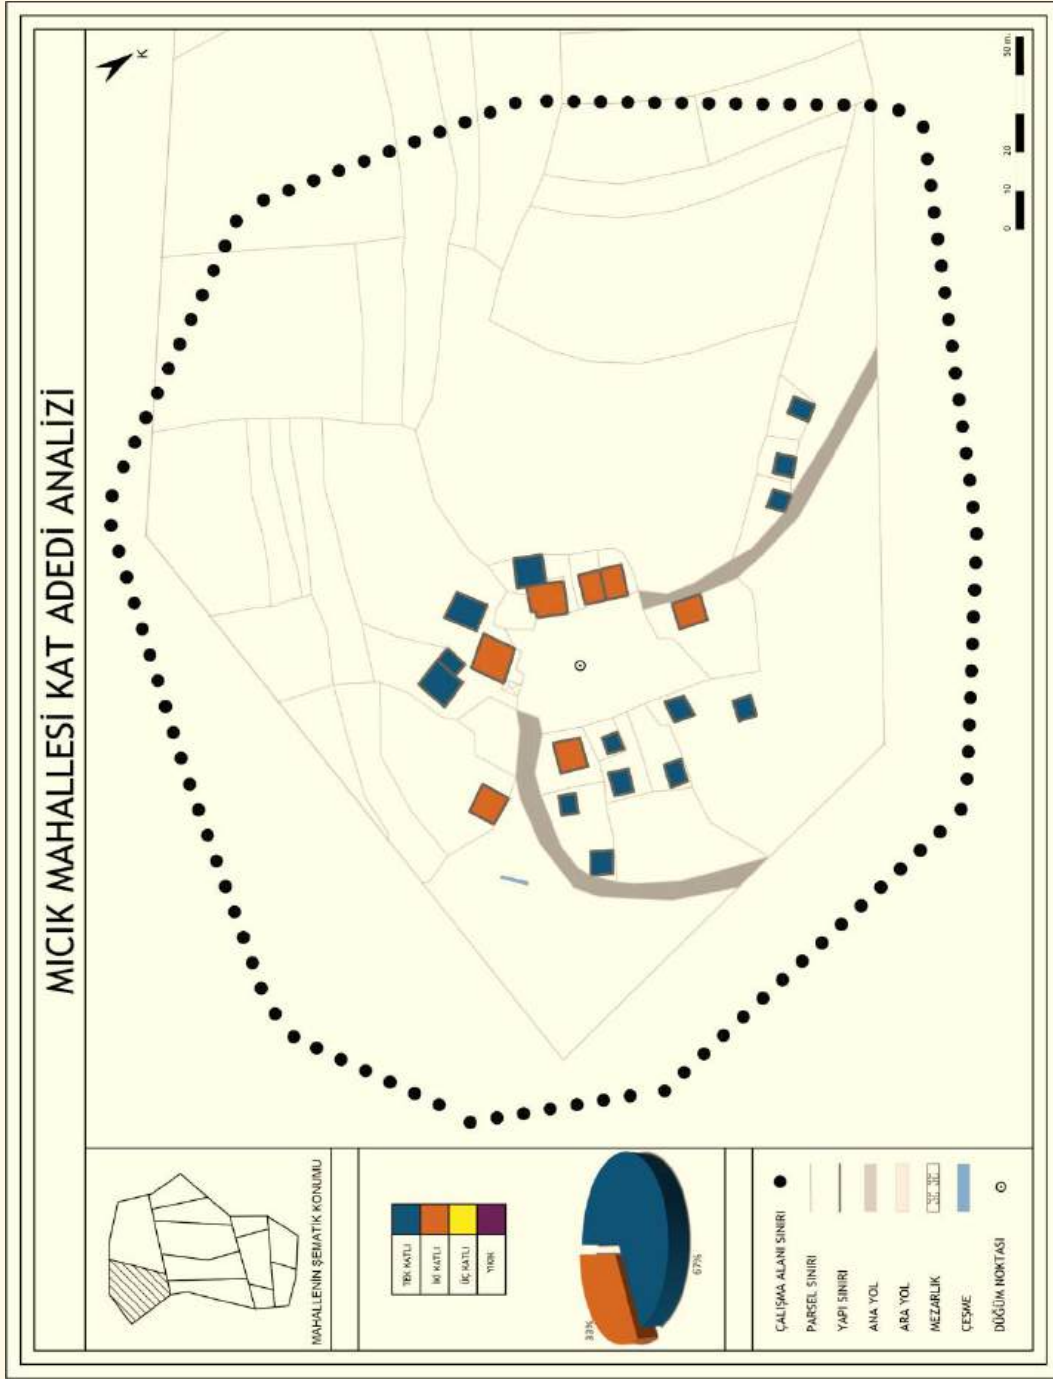 MICIK MAHALLESİ KAT ADEDİ ANALİZİ
K
0 10 20 50 m.
MAHALLENİN ŞEMATİK KONUMU
TEK KATLI
İKİ KATLI
ÜÇ KATLI
YIKIK
33%
67%
ÇALIŞMA ALANI SINIRI
PARSEL SINIRI
YAPI SINIRI
ANA YOL
ARA YOL
MEZARLIK
ÇEŞME
DÜĞÜM NOKTASI